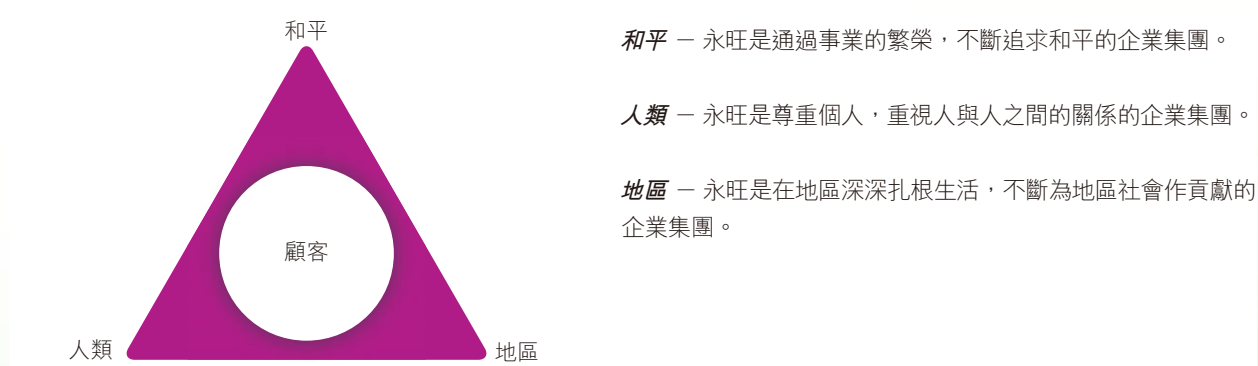 和平
顧客
人類
地區
和平 － 永旺是通過事業的繁榮，不斷追求和平的企業集團。
人類 － 永旺是尊重個人，重視人與人之間的關係的企業集團。
地區 － 永旺是在地區深深扎根生活，不斷為地區社會作貢獻的
企業集團。